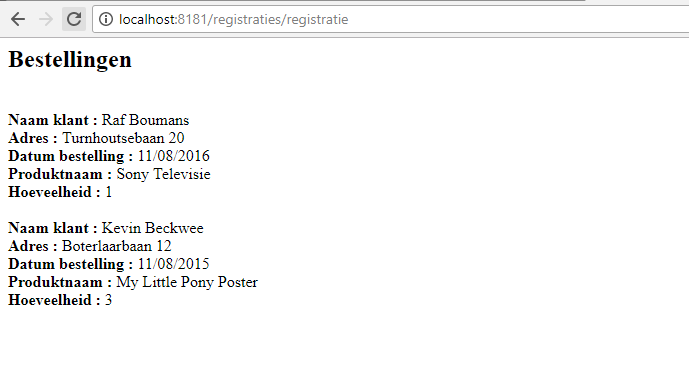 localhost:8181/registraties/registratie
Bestellingen
Naam klant : Raf Boumans
Adres : Turnhoutsebaan 20
Datum bestelling : 11/08/2016
Produktnaam : Sony Televisie
Hoeveelheid : 1
Naam klant : Kevin Beckwee
Adres : Boterlaarbaan 12
Datum bestelling : 11/08/2015
Produktnaam : My Little Pony Poster
Hoeveelheid : 3